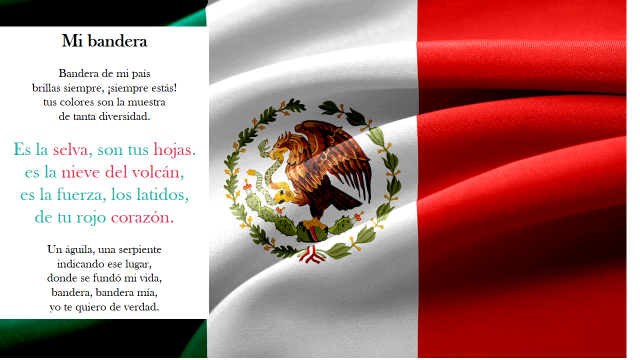 Mi bandera
Bandera de mi país
brillas siempre, ¡siempre estás!
tus colores son la muestra
de tanta diversidad.
Es la selva, son tus hojas.
es la nieve del volcán,
es la fuerza, los latidos,
de tu rojo corazón.
Un águila, una serpiente
indicando ese lugar,
donde se fundó mi vida,
bandera, bandera mía,
yo te quiero de verdad.